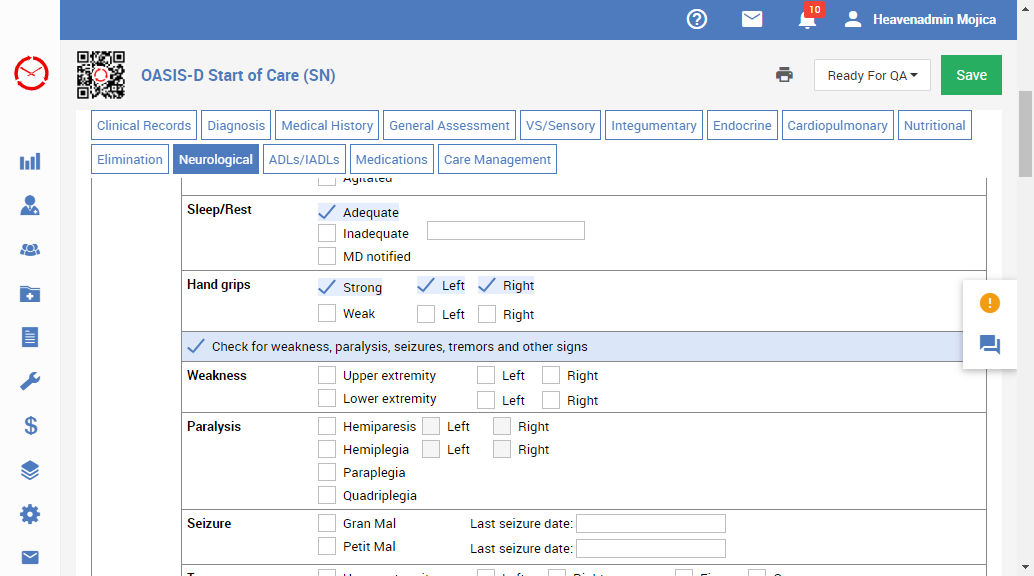 10
Heavenadmin Mojica
OASIS-D Start of Care (SN)
Ready For QA
Save
Clinical Records Diagnosis Medical History General Assessment VS/Sensory Integumentary Endocrine Cardiopulmonary Nutritional
Elimination Neurological ADLs/IADLs Medications Care Management
Agitated
Sleep/Rest Adequate
Inadequate
MD notified
Hand grips Strong Left Right
Weak Left Right
Check for weakness, paralysis, seizures, tremors and other signs
Weakness Upper extremity Left Right
Lower extremity Left Right
Paralysis Hemiparesis Left Right
Hemiplegia Left Right
Paraplegia
Quadriplegia
Seizure Gran Mal Last seizure date:
Petit Mal Last seizure date: